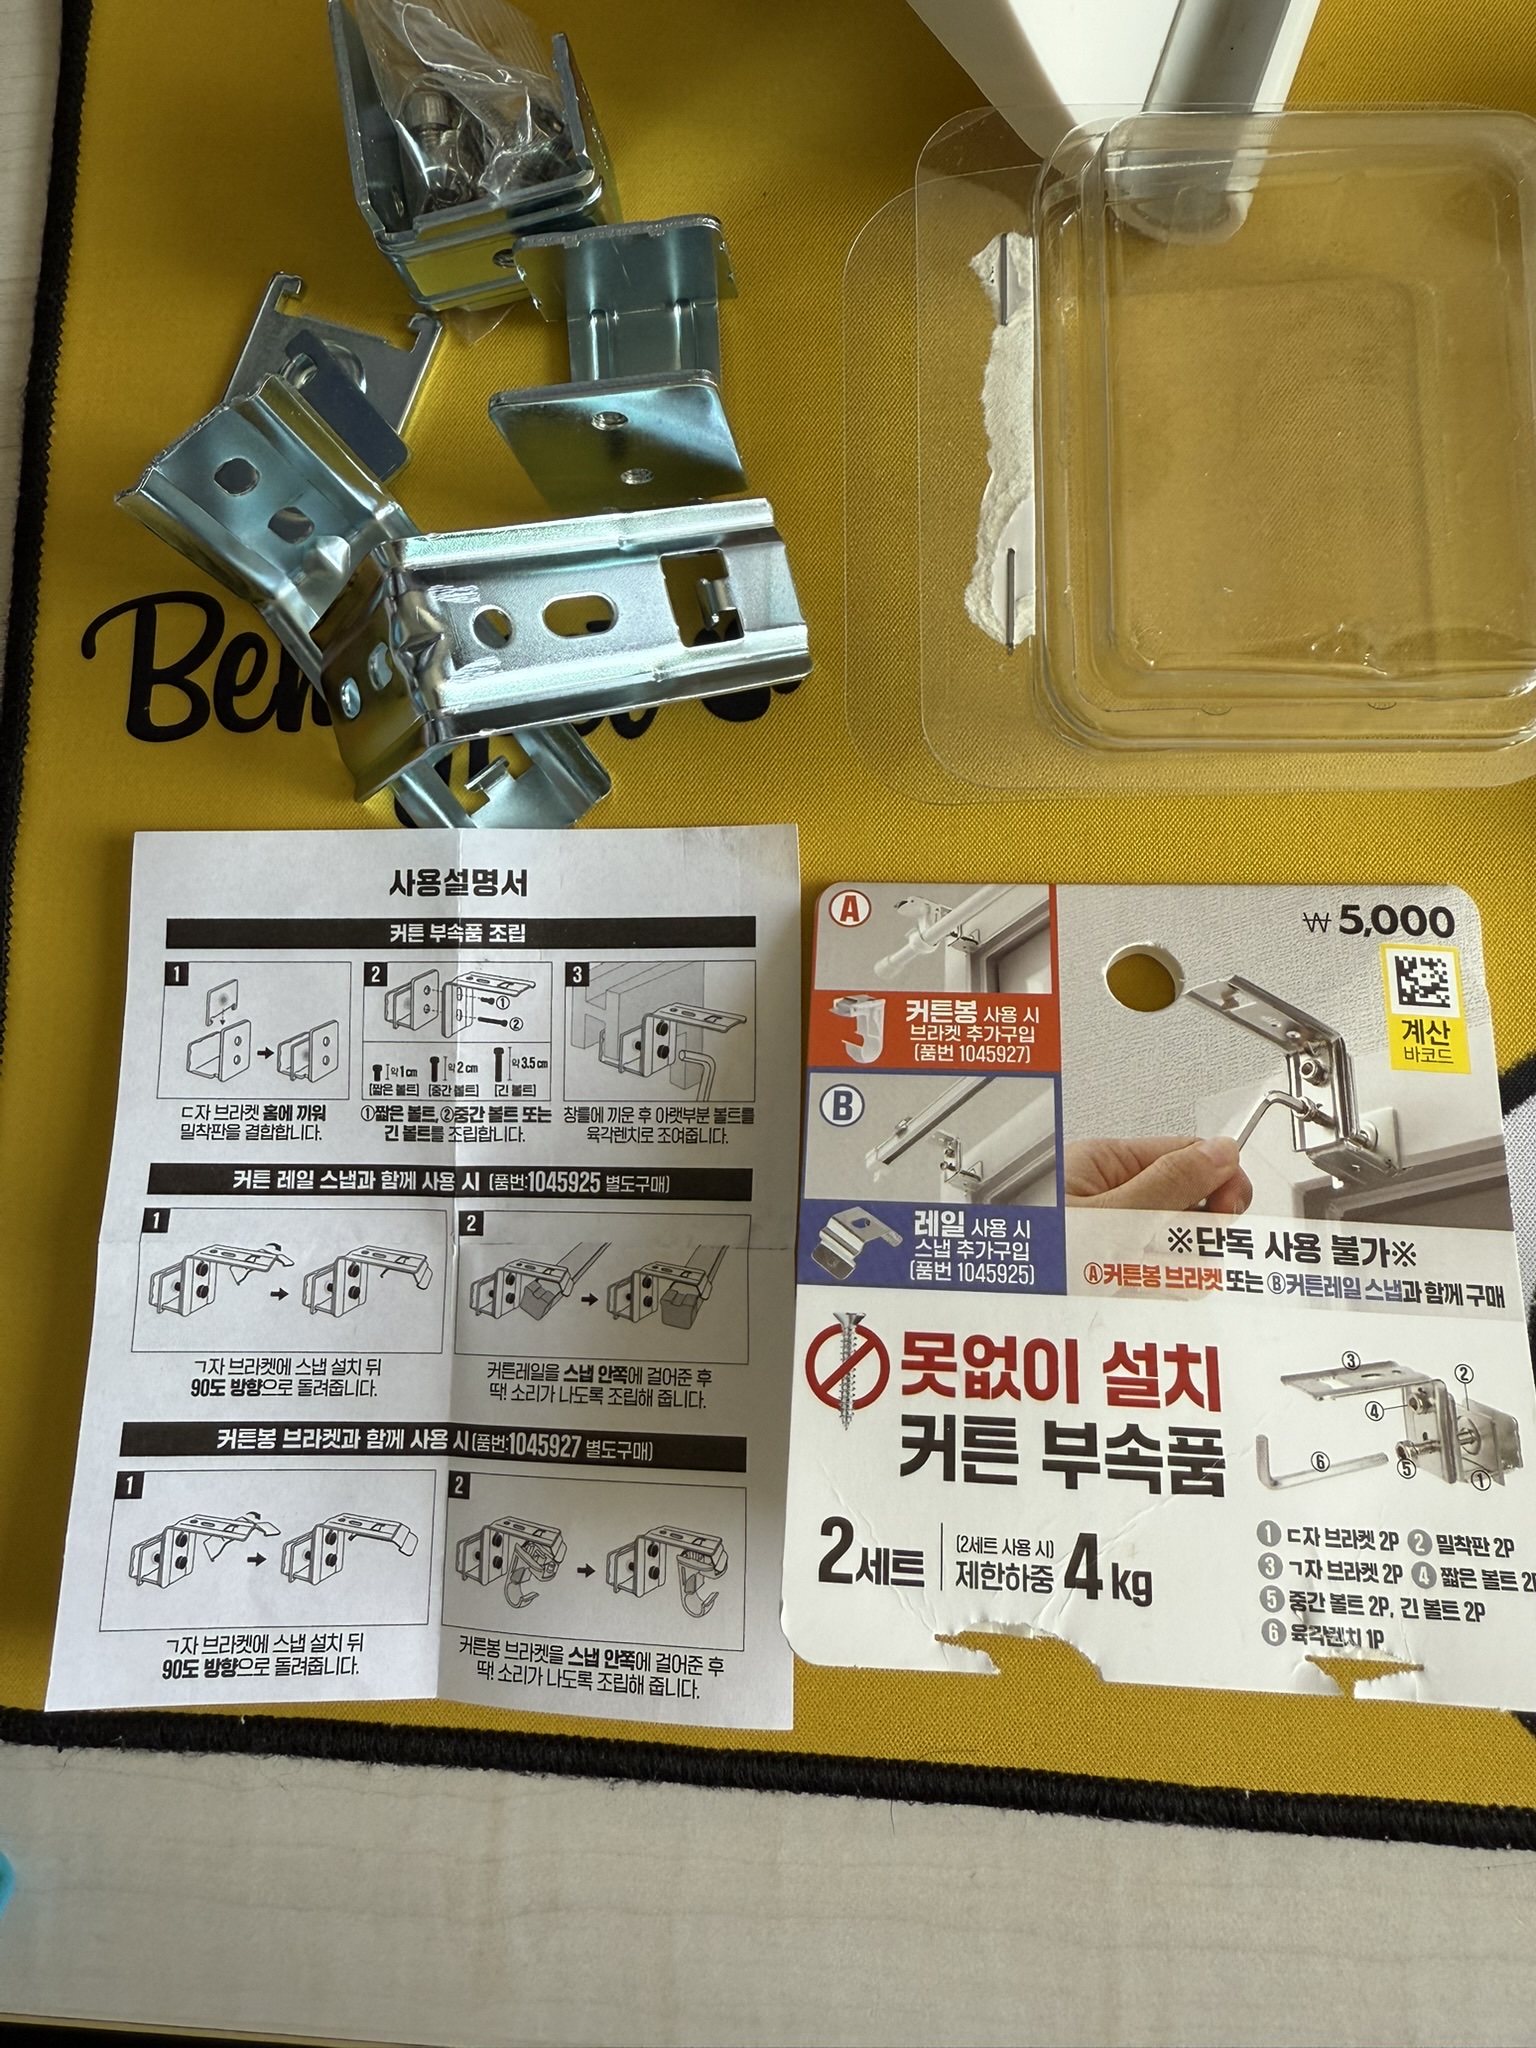 사용설명서
커튼 부속품 조립
1
2
3
①
②
약1cm
약2cm
약3.5cm
[짧은 볼트]
[중간 볼트]
[긴 볼트]
ㄷ자 브라켓 홈에 끼워
밀착판을 결합합니다.
①짧은 볼트, ②중간 볼트 또는
긴 볼트를 조립합니다.
창틀에 끼운 후 아랫부분 볼트를
육각렌치로 조여줍니다.
커튼 레일 스냅과 함께 사용 시 (품번:1045925 별도구매)
1
2
ㄱ자 브라켓에 스냅 설치 뒤
90도 방향으로 돌려줍니다.
커튼레일을 스냅 안쪽에 걸어준 후
딱! 소리가 나도록 조립해 줍니다.
커튼봉 브라켓과 함께 사용 시(품번:1045927 별도구매)
1
2
ㄱ자 브라켓에 스냅 설치 뒤
90도 방향으로 돌려줍니다.
커튼봉 브라켓을 스냅 안쪽에 걸어준 후
딱! 소리가 나도록 조립해 줍니다.
A
₩ 5,000
계산
바코드
커튼봉 사용 시
브라켓 추가구입
(품번 1045927)
B
레일 사용 시
스냅 추가구입
(품번 1045925)
※단독 사용 불가※
Ⓐ커튼봉 브라켓 또는 Ⓑ커튼레일 스냅과 함께 구매
못없이 설치
커튼 부속품
③
②
④
⑥
⑤
①
2세트
(2세트 사용 시)
제한하중 4kg
1 ㄷ자 브라켓 2P 2 밀착판 2P
3 ㄱ자 브라켓 2P 4 짧은 볼트 2P
5 중간 볼트 2P, 긴 볼트 2P
6 육각렌치 1P
Ben